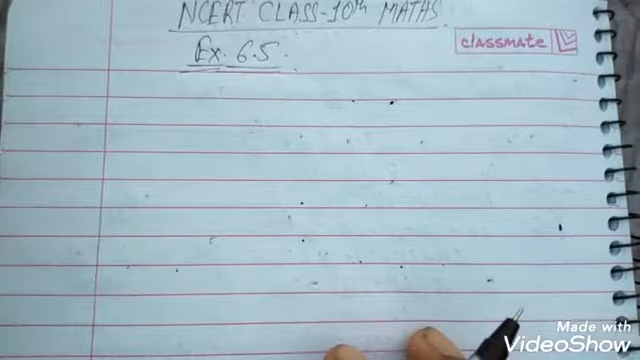 NCERT CLASS-10th MATHS
Ex. 6.5.
classmate
Made with
VideoShow